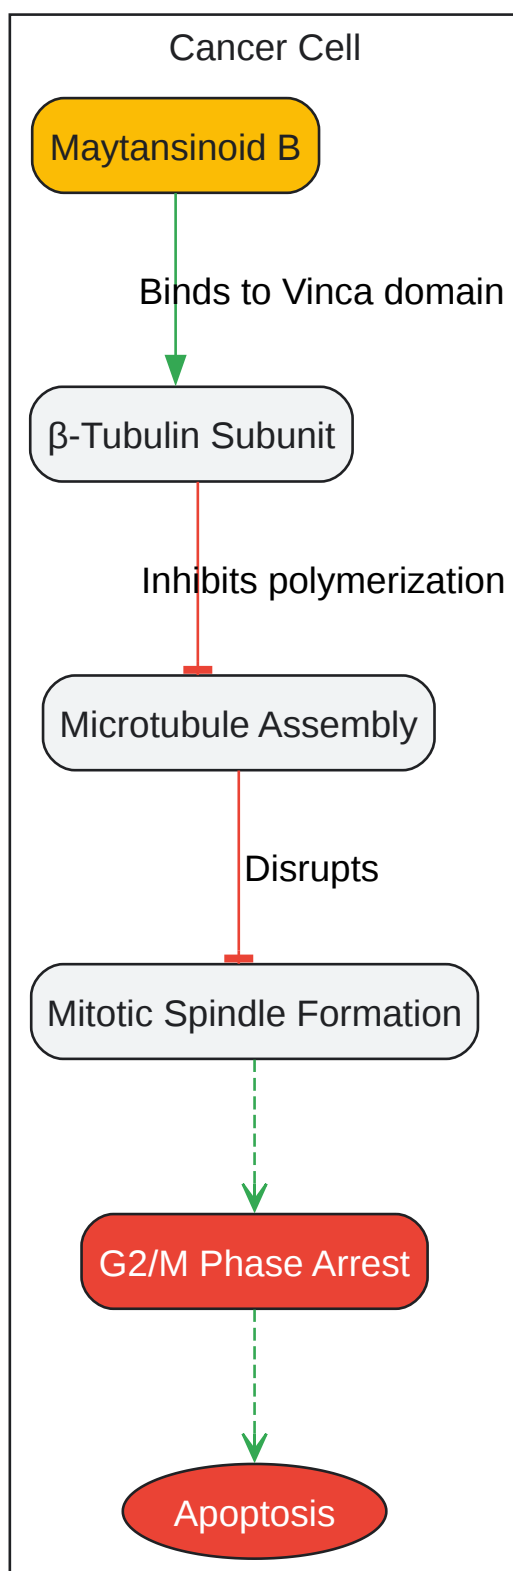 Cancer Cell
Maytansinoid B
Binds to Vinca domain
β-Tubulin Subunit
Inhibits polymerization
Microtubule Assembly
Disrupts
Mitotic Spindle Formation
G2/M Phase Arrest
Apoptosis